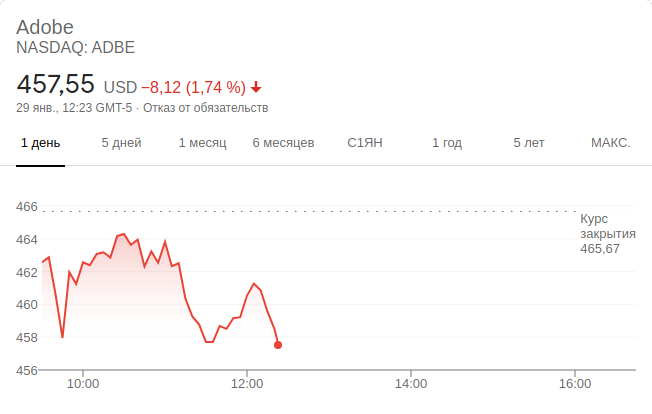 Adobe
NASDAQ: ADBE
457,55 USD −8,12 (1,74 %)
29 янв., 12:23 GMT-5 · Отказ от обязательств
1 день 5 дней 1 месяц 6 месяцев С1ЯН 1 год 5 лет МАКС.
466
Курс
закрытия
465,67
464
462
460
458
456
10:00 12:00 14:00 16:00